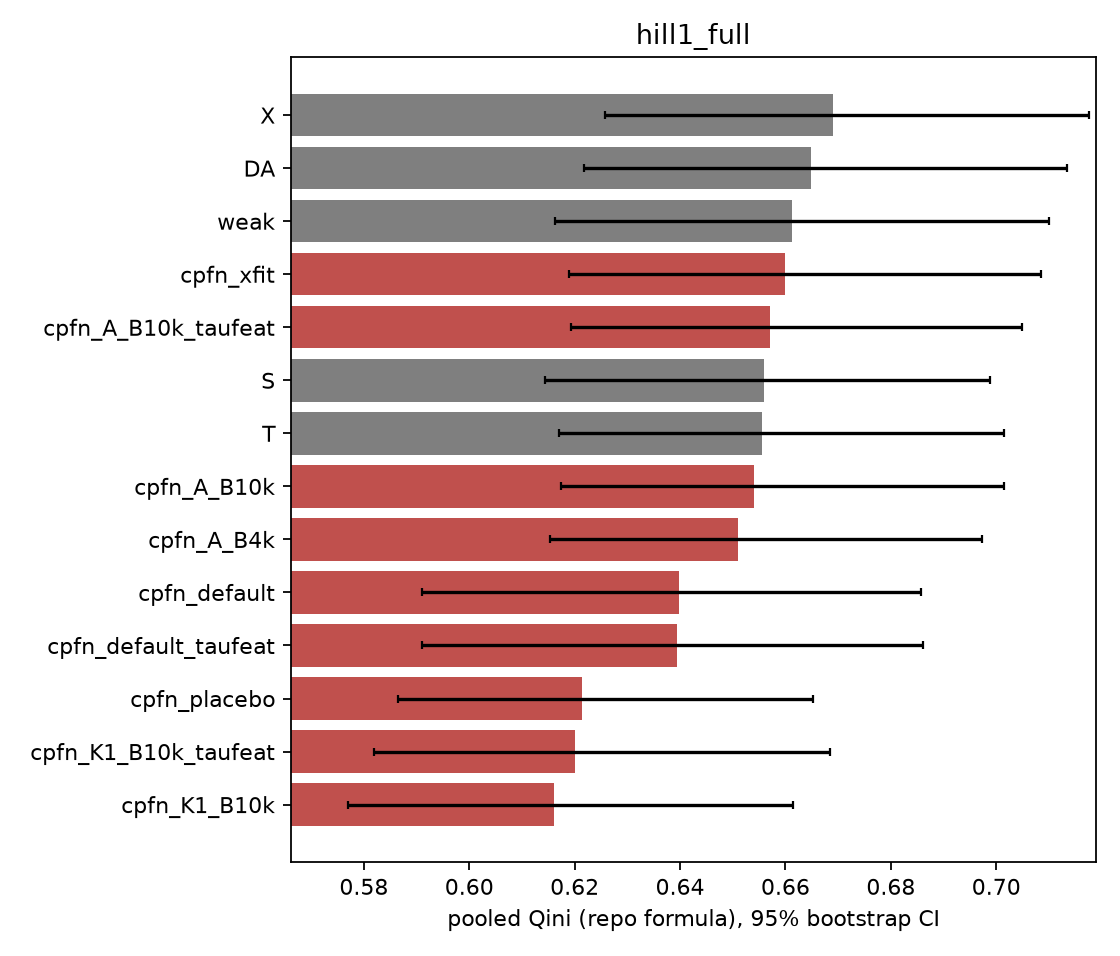 hill1_full
X
DA
weak
cpfn_xfit
cpfn_A_B10k_taufeat
S
T
cpfn_A_B10k
cpfn_A_B4k
cpfn_default
cpfn_default_taufeat
cpfn_placebo
cpfn_K1_B10k_taufeat
cpfn_K1_B10k
0.58 0.60 0.62 0.64 0.66 0.68 0.70
pooled Qini (repo formula), 95% bootstrap CI